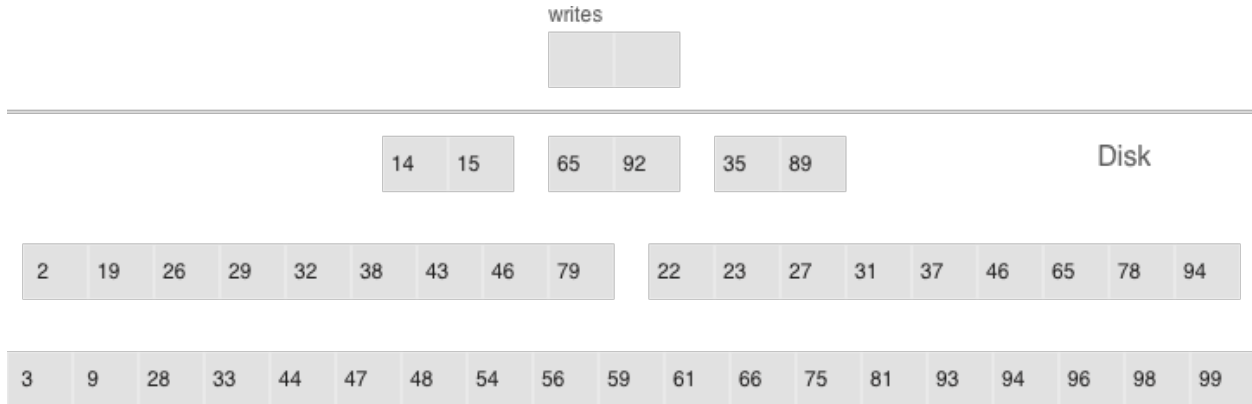 writes
14 15 65 92 35 89 Disk
2 19 26 29 32 38 43 46 79 22 23 27 31 37 46 65 78 94
3 9 28 33 44 47 48 54 56 59 61 66 75 81 93 94 96 98 99